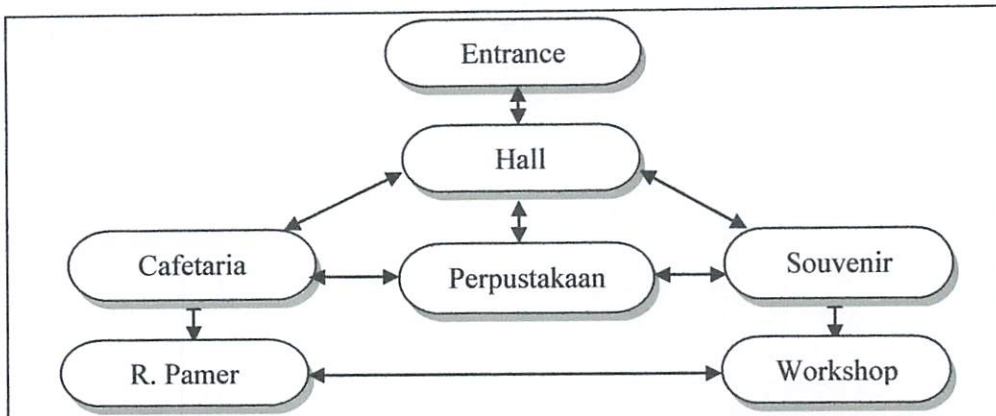 Entrance
Hall
Cafetaria
Perpustakaan
Souvenir
R. Pamer
Workshop